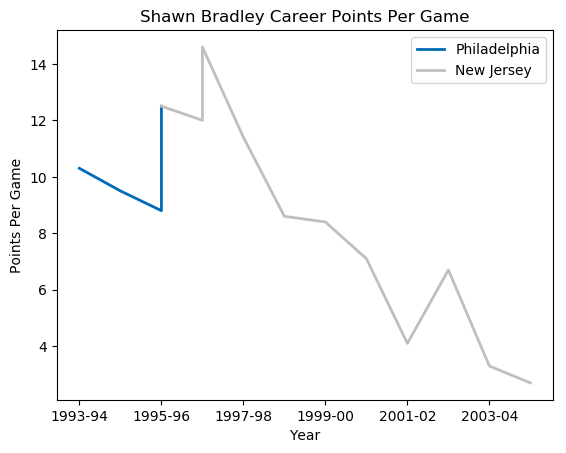 Shawn Bradley Career Points Per Game
Philadelphia
New Jersey
14
12
10
8
6
4
Points Per Game
1993-94
1995-96
1997-98
1999-00
2001-02
2003-04
Year